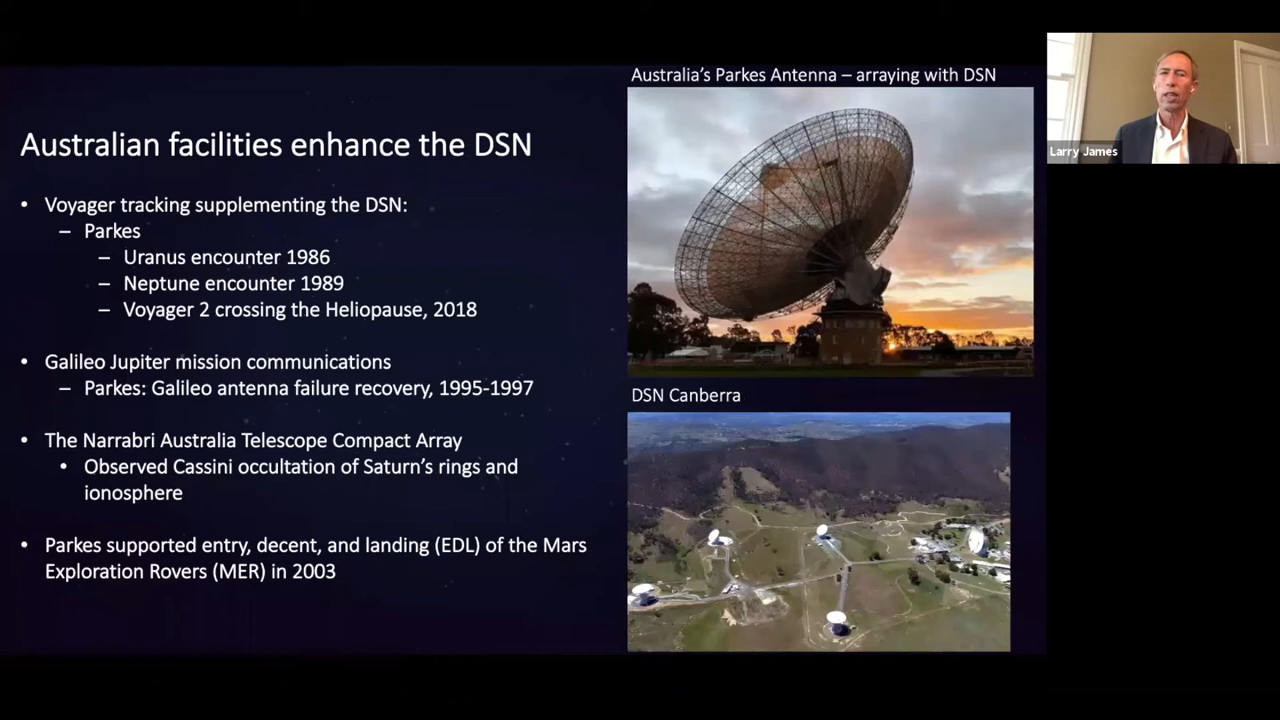 Australian facilities enhance the DSN
• Voyager tracking supplementing the DSN:
– Parkes
– Uranus encounter 1986
– Neptune encounter 1989
– Voyager 2 crossing the Heliopause, 2018
• Galileo Jupiter mission communications
– Parkes: Galileo antenna failure recovery, 1995-1997
• The Narrabri Australia Telescope Compact Array
• Observed Cassini occultation of Saturn’s rings and
ionosphere
• Parkes supported entry, decent, and landing (EDL) of the Mars
Exploration Rovers (MER) in 2003
Australia’s Parkes Antenna – arraying with DSN
DSN Canberra
Larry James